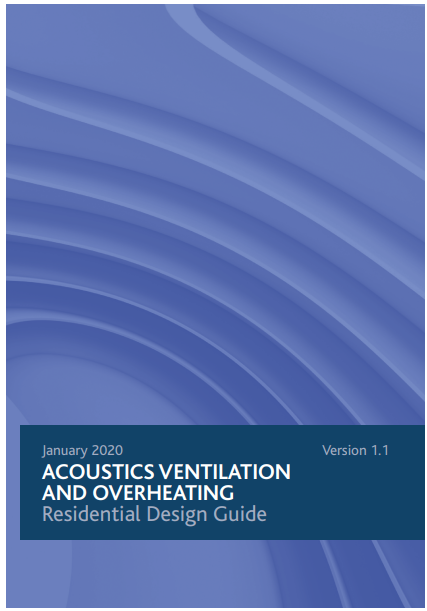 January 2020 Version 1.1
ACOUSTICS VENTILATION
AND OVERHEATING
Residential Design Guide